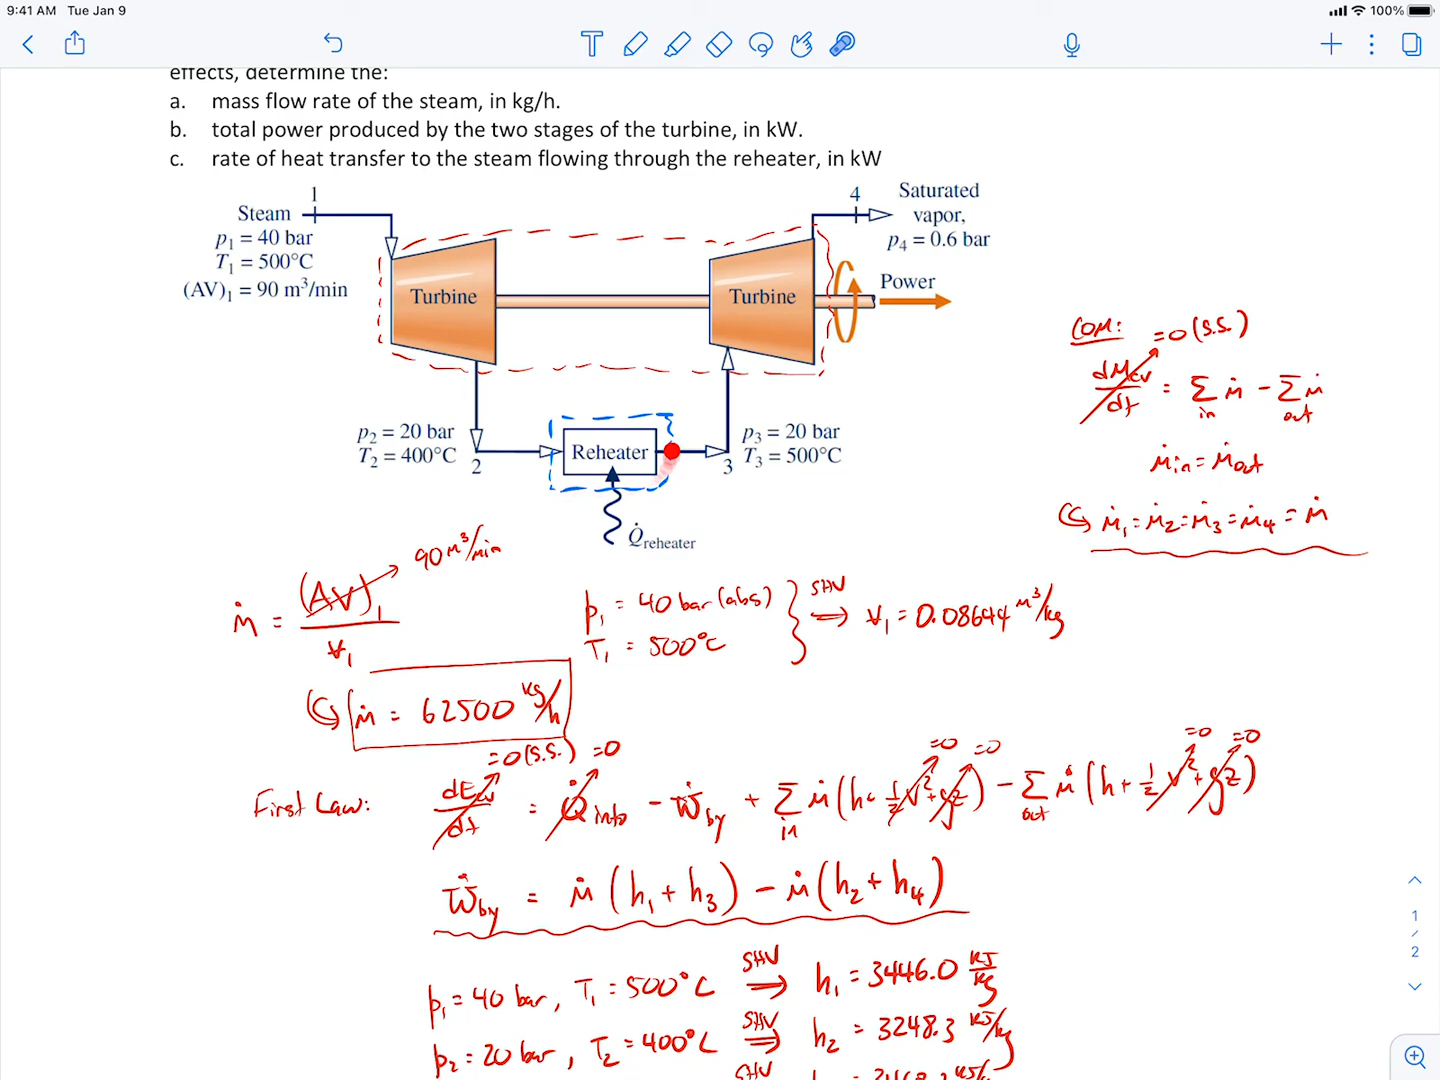 9:41 AM Tue Jan 9
100%
effects, determine the:
a. mass flow rate of the steam, in kg/h.
b. total power produced by the two stages of the turbine, in kW.
c. rate of heat transfer to the steam flowing through the reheater, in kW
1
Steam
p₁ = 40 bar
T₁ = 500°C
(AV)₁ = 90 m³/min
4
Saturated
vapor,
p₄ = 0.6 bar
Turbine
Turbine
Power
p₂ = 20 bar
T₂ = 400°C
2
Reheater
p₃ = 20 bar
T₃ = 500°C
3
Q̇reheater
COM: =0 (S.S.)
dM_CV/dt = Σ_in ṁ - Σ_out ṁ
ṁin = ṁout
ṁ₁ = ṁ₂ = ṁ₃ = ṁ₄ = ṁ
ṁ = (AV)₁/v₁ 90 m³/min
p₁ = 40 bar (abs)
T₁ = 500°C
SHV ⇒ v₁ = 0.08644 m³/kg
ṁ = 62500 kg/h
=0 (S.S.) =0 =0 =0 =0 =0
First Law: dE_CV/dt = Q̇into - Ẇby + Σ_in ṁ(h + ½V² + gz) - Σ_out ṁ(h + ½V² + gz)
Ẇby = ṁ(h₁ + h₃) - ṁ(h₂ + h₄)
p₁ = 40 bar, T₁ = 500°C SHV ⇒ h₁ = 3446.0 kJ/kg
p₂ = 20 bar, T₂ = 400°C SHV ⇒ h₂ = 3248.3 kJ/kg
SHV
1
/
2